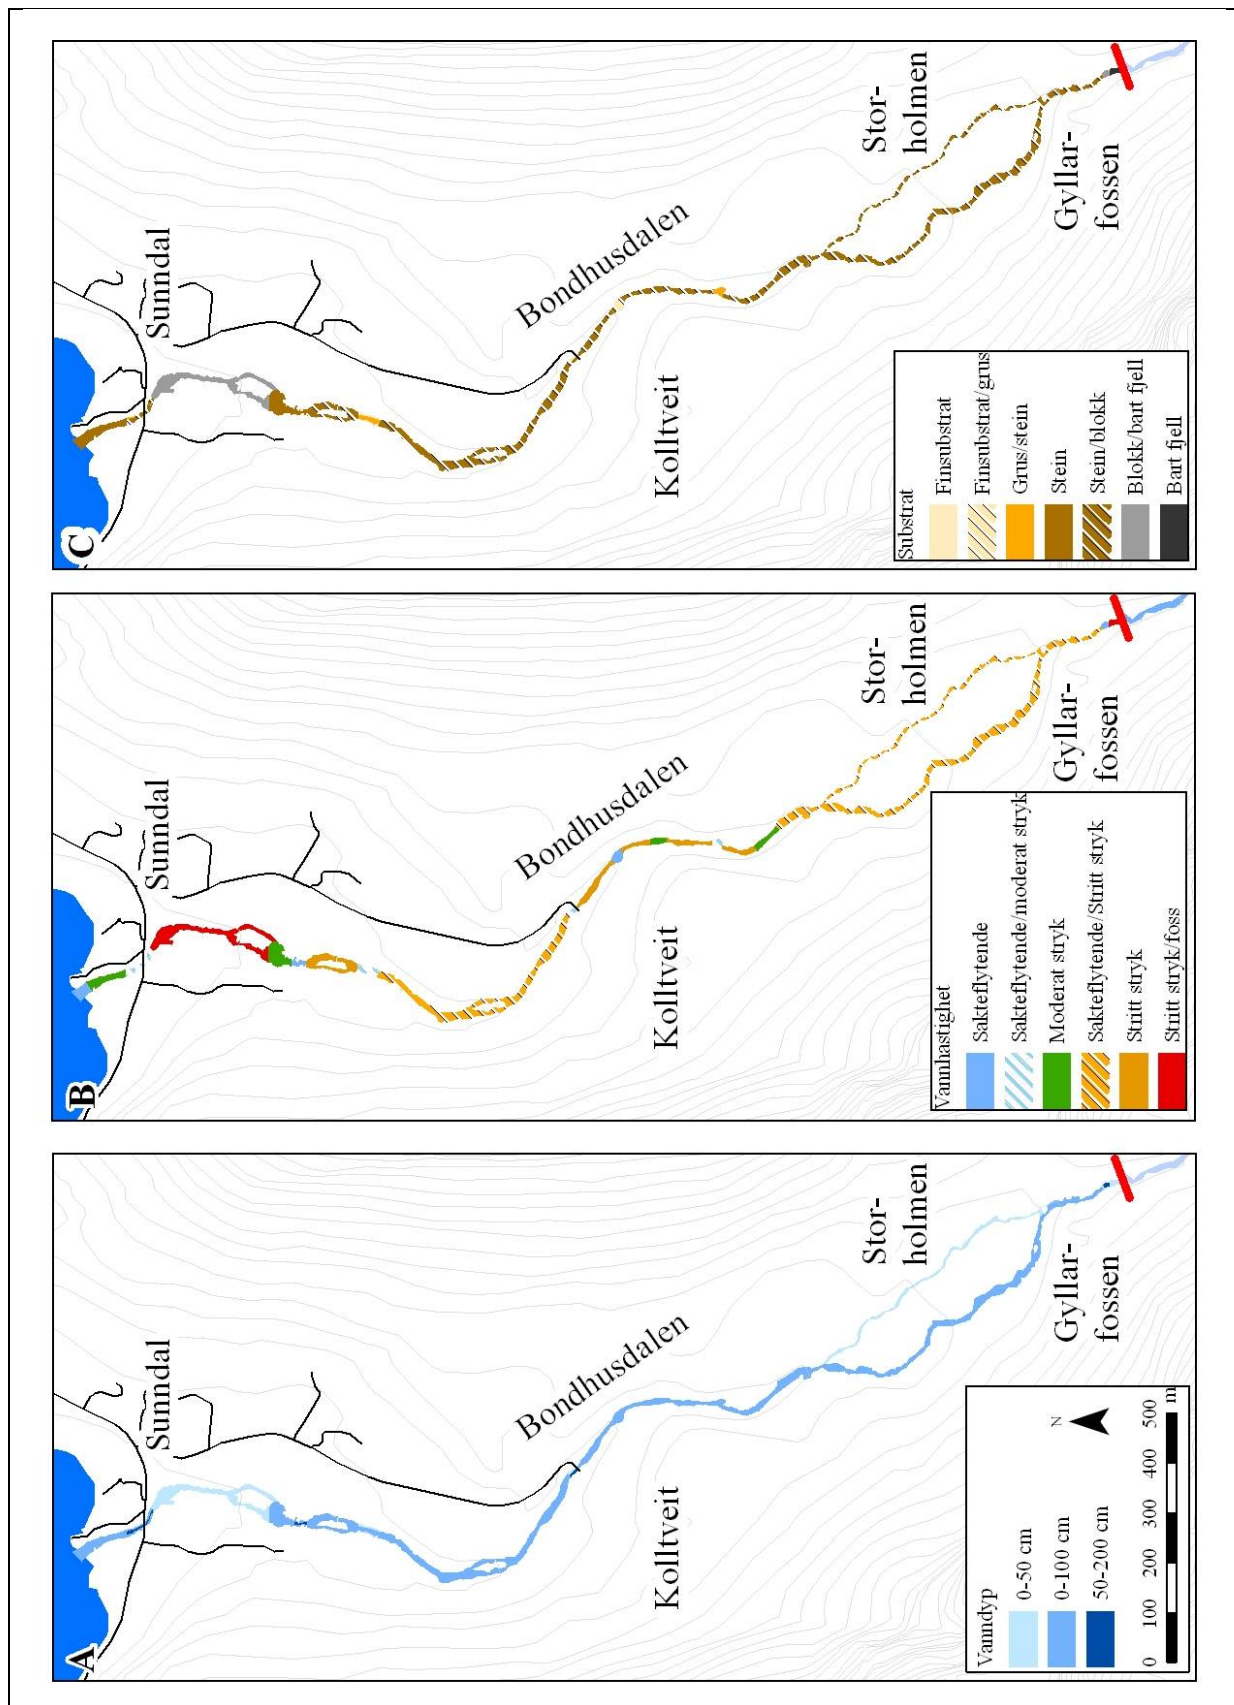 A
Sunndal
Bondhusdalen
Kolltveit
Stor-
holmen
Gyllar-
fossen
Vanndyp
0-50 cm
0-100 cm
50-200 cm
N
0 100 200 300 400 500
m
B
Sunndal
Bondhusdalen
Kolltveit
Stor-
holmen
Gyllar-
fossen
Vannhastighet
Sakteflytende
Sakteflytende/moderat stryk
Moderat stryk
Sakteflytende/Stritt stryk
Stritt stryk
Stritt stryk/foss
C
Sunndal
Bondhusdalen
Kolltveit
Stor-
holmen
Gyllar-
fossen
Substrat
Finsubstrat
Finsubstrat/grus
Grus/stein
Stein
Stein/blokk
Blokk/bart fjell
Bart fjell